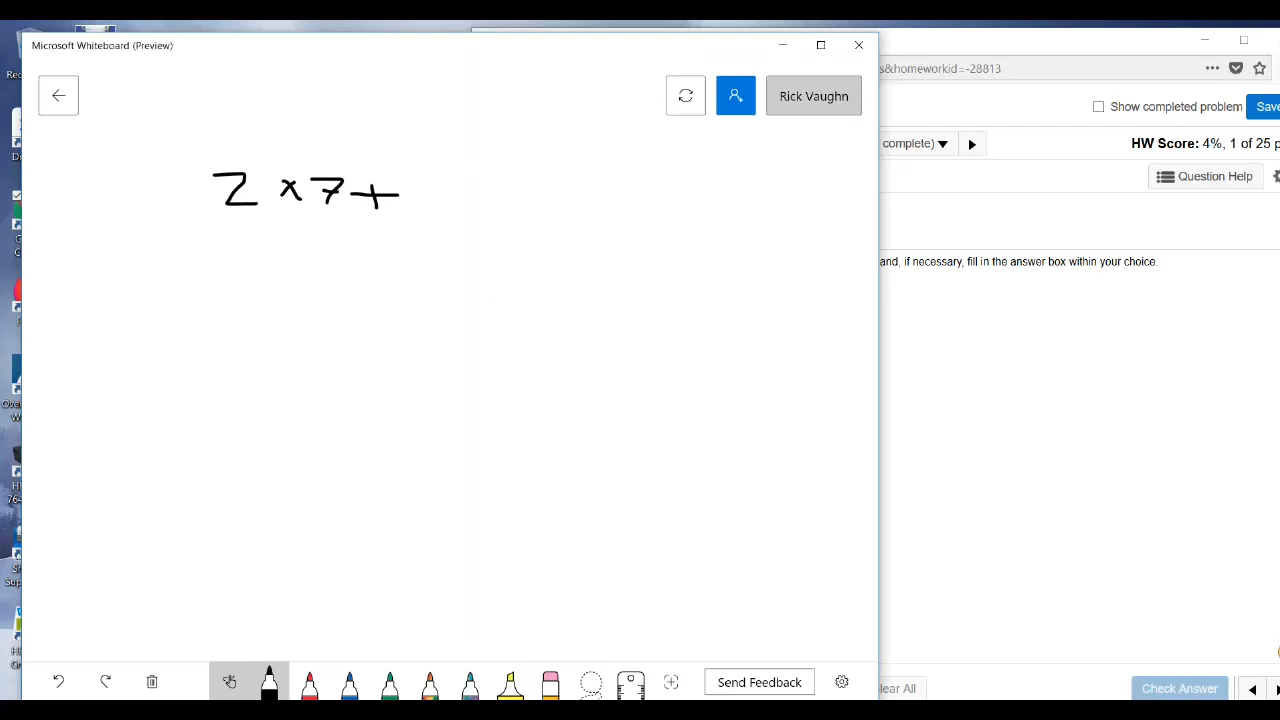 Microsoft Whiteboard (Preview)
s&homeworkid=-28813
Rick Vaughn
Show completed problem
Save
complete)
HW Score: 4%, 1 of 25 p
Question Help
2 × 7 +
and, if necessary, fill in the answer box within your choice.
Send Feedback
lear All
Check Answer